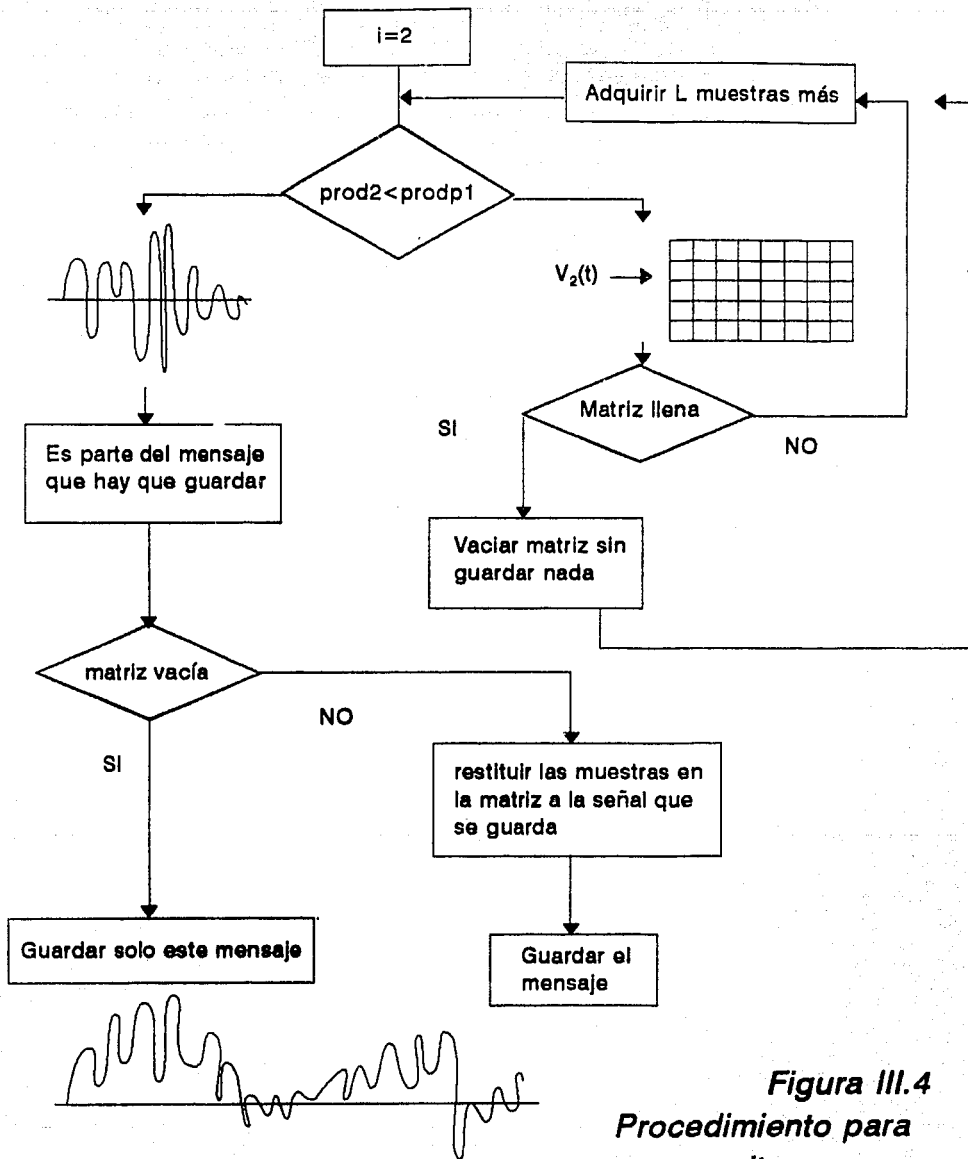 i=2
Adquirir L muestras más
prod2<prodp1
V₂(t)
Matriz llena
SI
NO
Es parte del mensaje
que hay que guardar
Vaciar matriz sin
guardar nada
matriz vacía
NO
SI
restituir las muestras en
la matriz a la señal que
se guarda
Guardar solo este mensaje
Guardar el
mensaje
Figura III.4
Procedimiento para